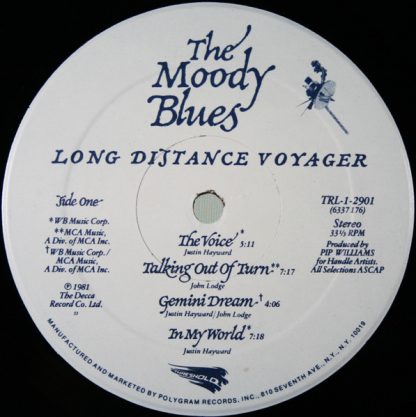 The
Moody
Blues
LONG DISTANCE VOYAGER
Side One
*WB Music Corp.
**MCA Music,
A Div. of MCA Inc.
†WB Music Corp./
MCA Music,
A Div. of MCA Inc.
℗ 1981
The Decca
Record Co. Ltd.
TRL-1-2901
(6337 176)
Stereo
33⅓ RPM
Produced by
PIP WILLIAMS
for Handle Artists.
All Selections ASCAP
The Voice* 5:11
Justin Hayward
Talking Out Of Turn** 7:17
John Lodge
Gemini Dream† 4:06
Justin Hayward/John Lodge
In My World* 7:18
Justin Hayward
THRESHOLD
MANUFACTURED AND MARKETED BY POLYGRAM RECORDS, INC., 810 SEVENTH AVE., N.Y., N.Y. 10019